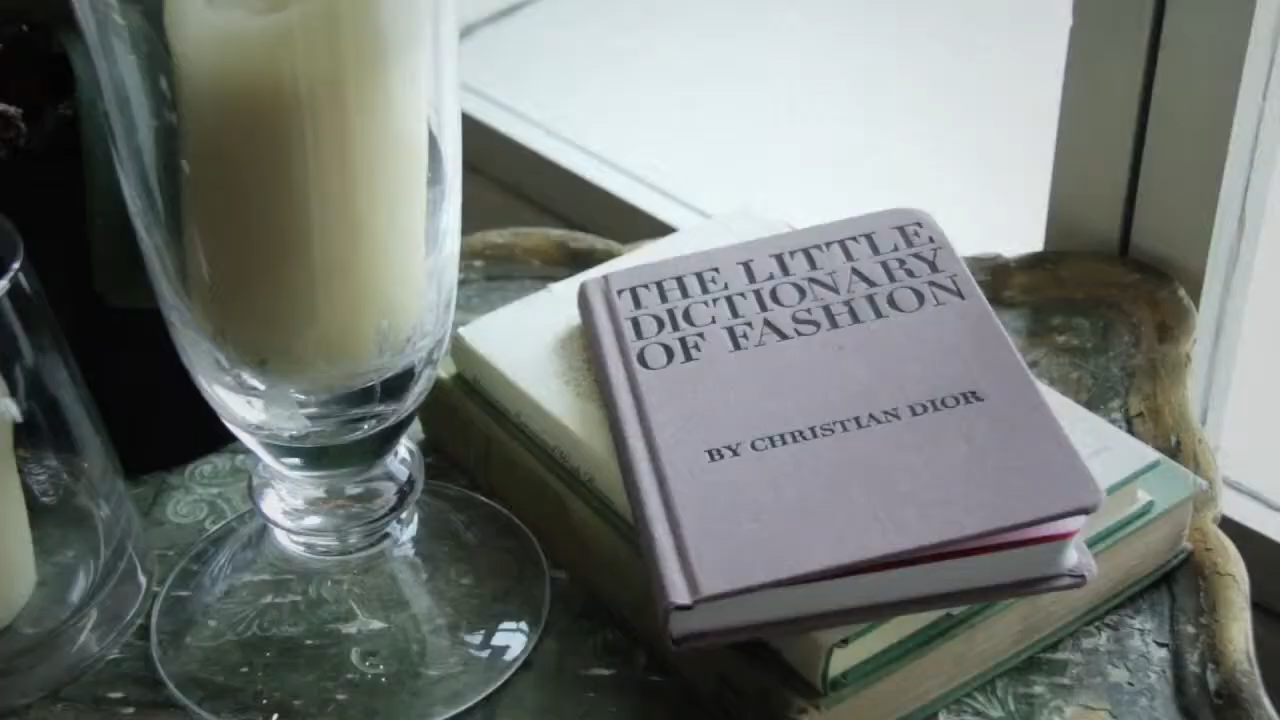 THE LITTLE
DICTIONARY
OF FASHION
BY CHRISTIAN DIOR